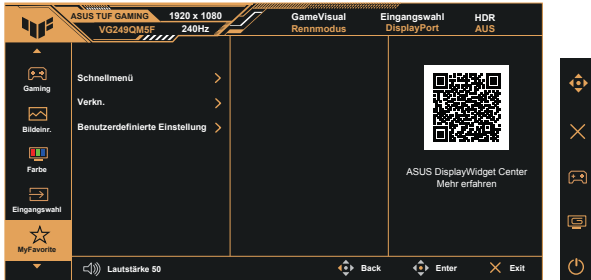 ASUS TUF GAMING 1920 x 1080
VG249QM5F 240Hz
GameVisual
Rennmodus
Eingangswahl
DisplayPort
HDR
AUS
Gaming
Bildeinr.
Farbe
Eingangswahl
MyFavorite
Schnellmenü
Verkn.
Benutzerdefinierte Einstellung
ASUS DisplayWidget Center
Mehr erfahren
Lautstärke 50
Back
Enter
Exit